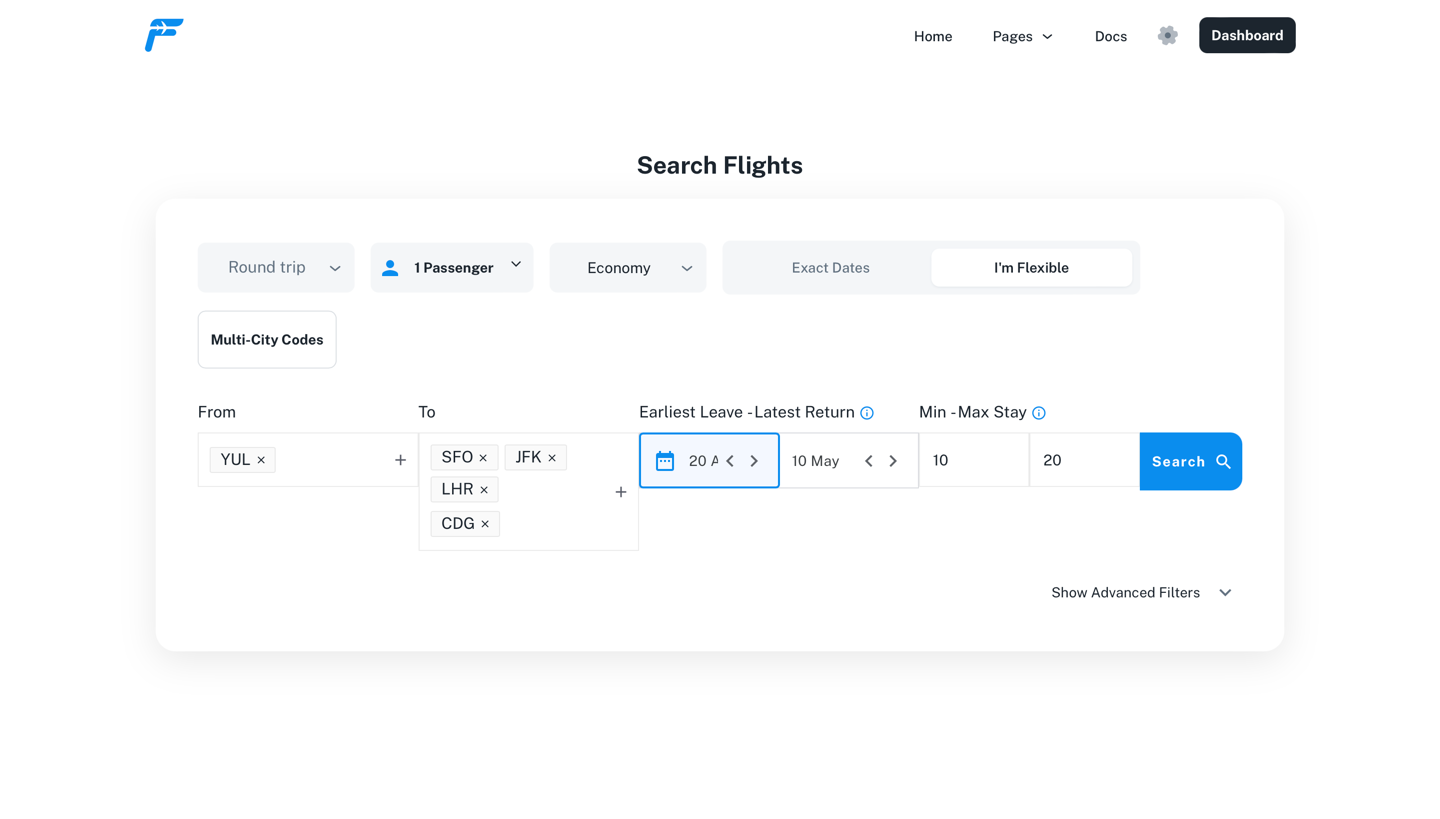 Home Pages Docs Dashboard
Search Flights
Round trip 1 Passenger Economy Exact Dates I'm Flexible
Multi-City Codes
From To Earliest Leave - Latest Return Min - Max Stay
YUL × SFO × JFK × 20 A 10 May 10 20 Search
LHR ×
CDG ×
Show Advanced Filters